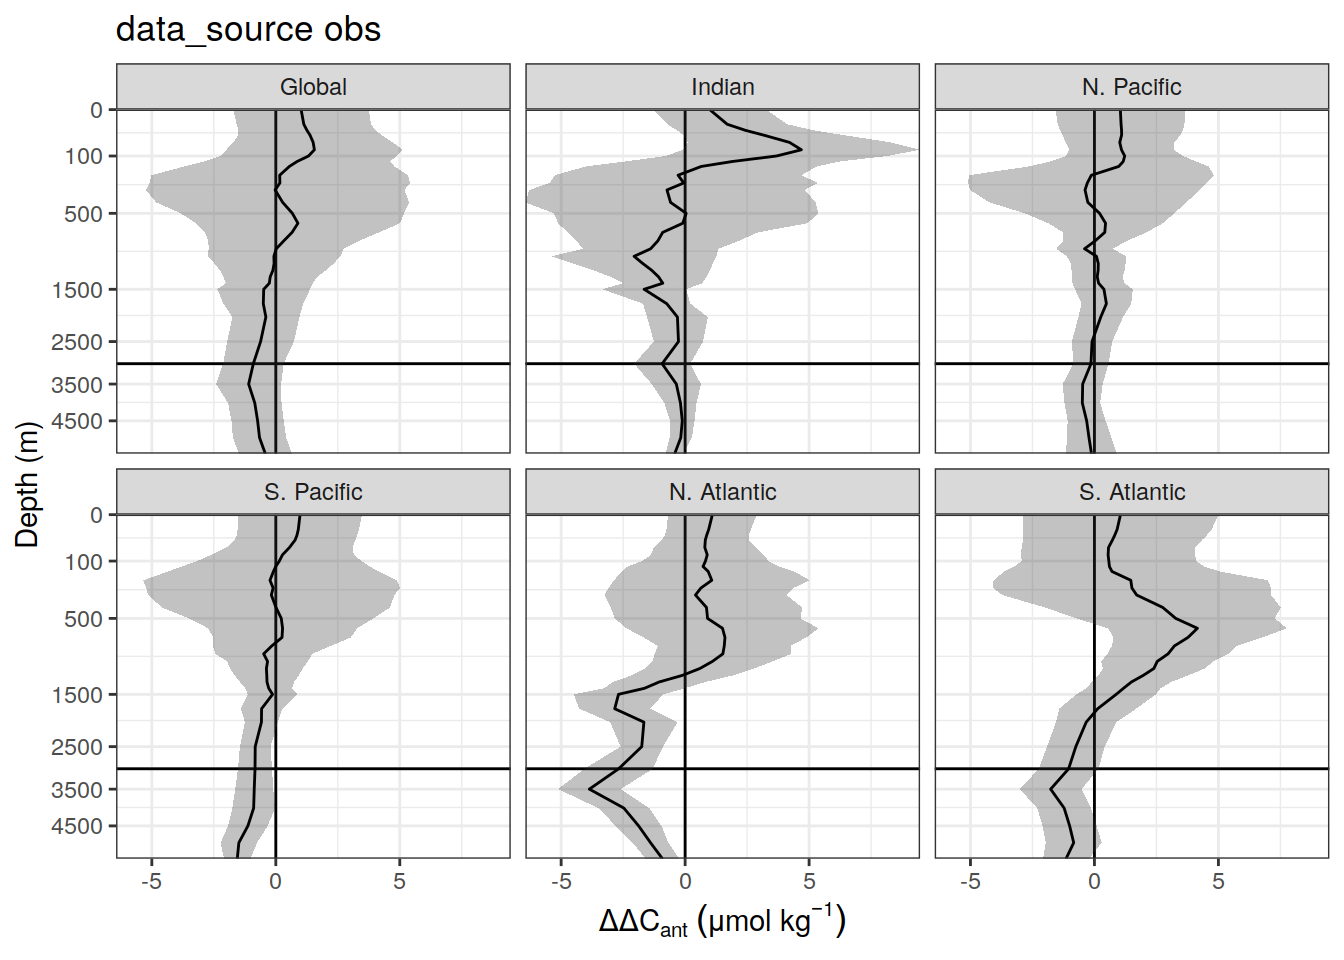 data_source obs
Global Indian N. Pacific
0
100
500
1500
2500
3500
4500
S. Pacific N. Atlantic S. Atlantic
0
100
500
1500
2500
3500
4500
Depth (m)
-5 0 5 -5 0 5 -5 0 5
ΔΔC_ant (μmol kg⁻¹)